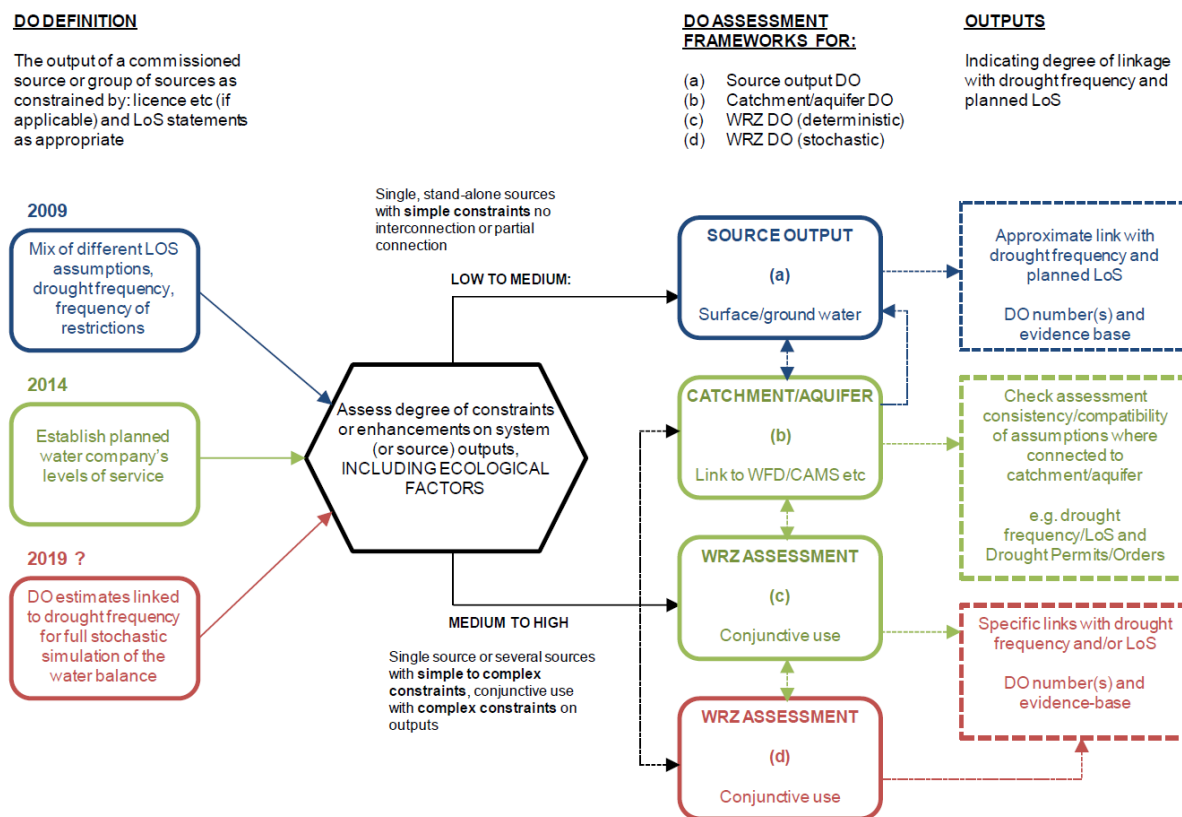 DO DEFINITION
The output of a commissioned
source or group of sources as
constrained by: licence etc (if
applicable) and LoS statements
as appropriate
DO ASSESSMENT
FRAMEWORKS FOR:
(a) Source output DO
(b) Catchment/aquifer DO
(c) WRZ DO (deterministic)
(d) WRZ DO (stochastic)
OUTPUTS
Indicating degree of linkage
with drought frequency and
planned LoS
2009
Mix of different LOS
assumptions,
drought frequency,
frequency of
restrictions
2014
Establish planned
water company's
levels of service
2019 ?
DO estimates linked
to drought frequency
for full stochastic
simulation of the
water balance
Single, stand-alone sources
with simple constraints no
interconnection or partial
connection
LOW TO MEDIUM:
Assess degree of constraints
or enhancements on system
(or source) outputs,
INCLUDING ECOLOGICAL
FACTORS
MEDIUM TO HIGH
Single source or several sources
with simple to complex
constraints, conjunctive use
with complex constraints on
outputs
SOURCE OUTPUT
(a)
Surface/ground water
CATCHMENT/AQUIFER
(b)
Link to WFD/CAMS etc
WRZ ASSESSMENT
(c)
Conjunctive use
WRZ ASSESSMENT
(d)
Conjunctive use
Approximate link with
drought frequency and
planned LoS
DO number(s) and
evidence base
Check assessment
consistency/compatibility
of assumptions where
connected to
catchment/aquifer
e.g. drought
frequency/LoS and
Drought Permits/Orders
Specific links with drought
frequency and/or LoS
DO number(s) and
evidence-base